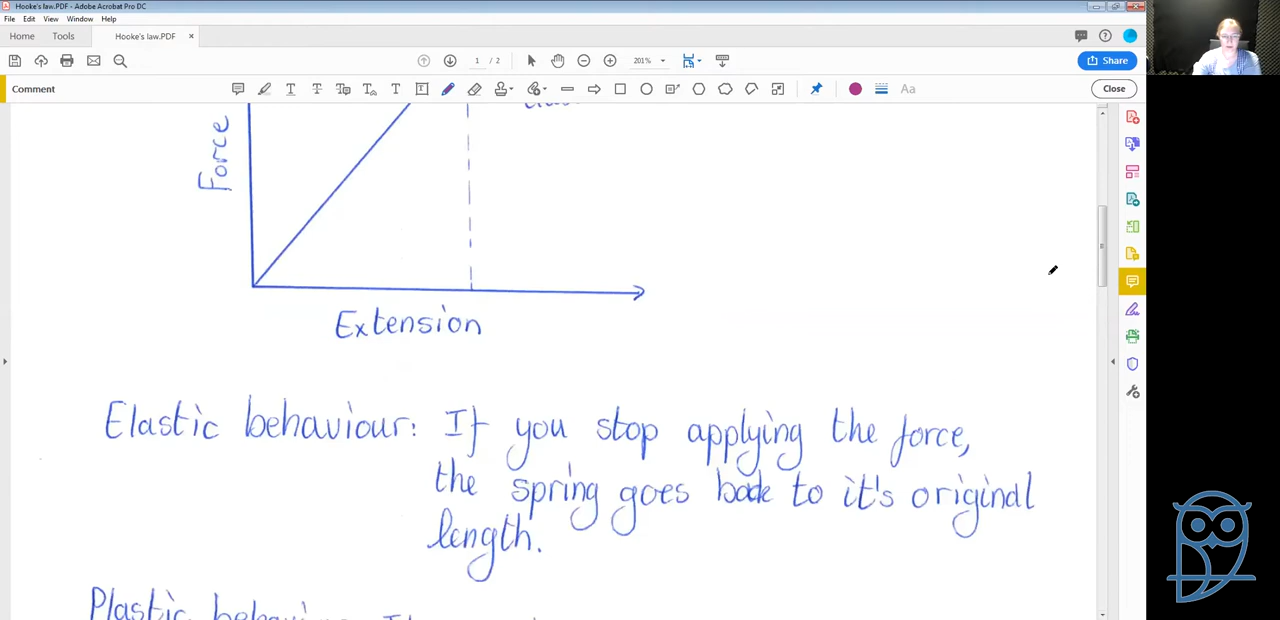 Hooke's law.PDF - Adobe Acrobat Pro DC
File Edit View Window Help
Home Tools Hooke's law.PDF ×
1 / 2 201% Share
Comment Aa Close
Force
Extension
Elastic behaviour: If you stop applying the force,
the spring goes back to it's original
length.
Plastic